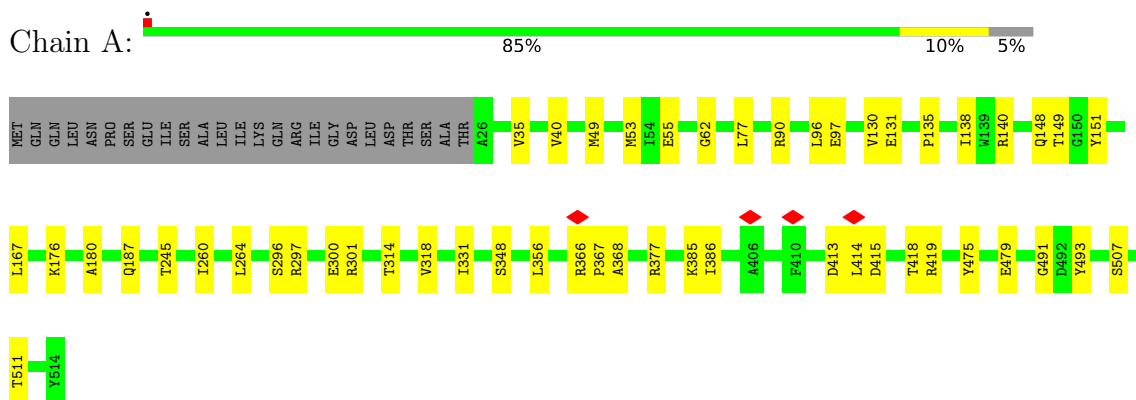 Chain A:
85% 10% 5%
MET GLN GLN LEU ASN PRO SER GLU ILE SER ALA LEU ILE LYS GLN ARG ILE GLY ASP LEU ASP THR SER ALA THR A26 V35 V40 M49 M53 I54 E55 G62 L77 R90 L96 E97 V130 E131 P135 I138 W139 R140 Q148 T149 G150 Y151
L167 K176 A180 Q187 T245 I260 L264 S296 R297 E300 R301 T314 V318 I331 S348 L356 R366 P367 A368 R377 K385 I386 A406 F410 D413 L414 D415 T418 R419 Y475 E479 G491 D492 Y493 S507
T511 Y514